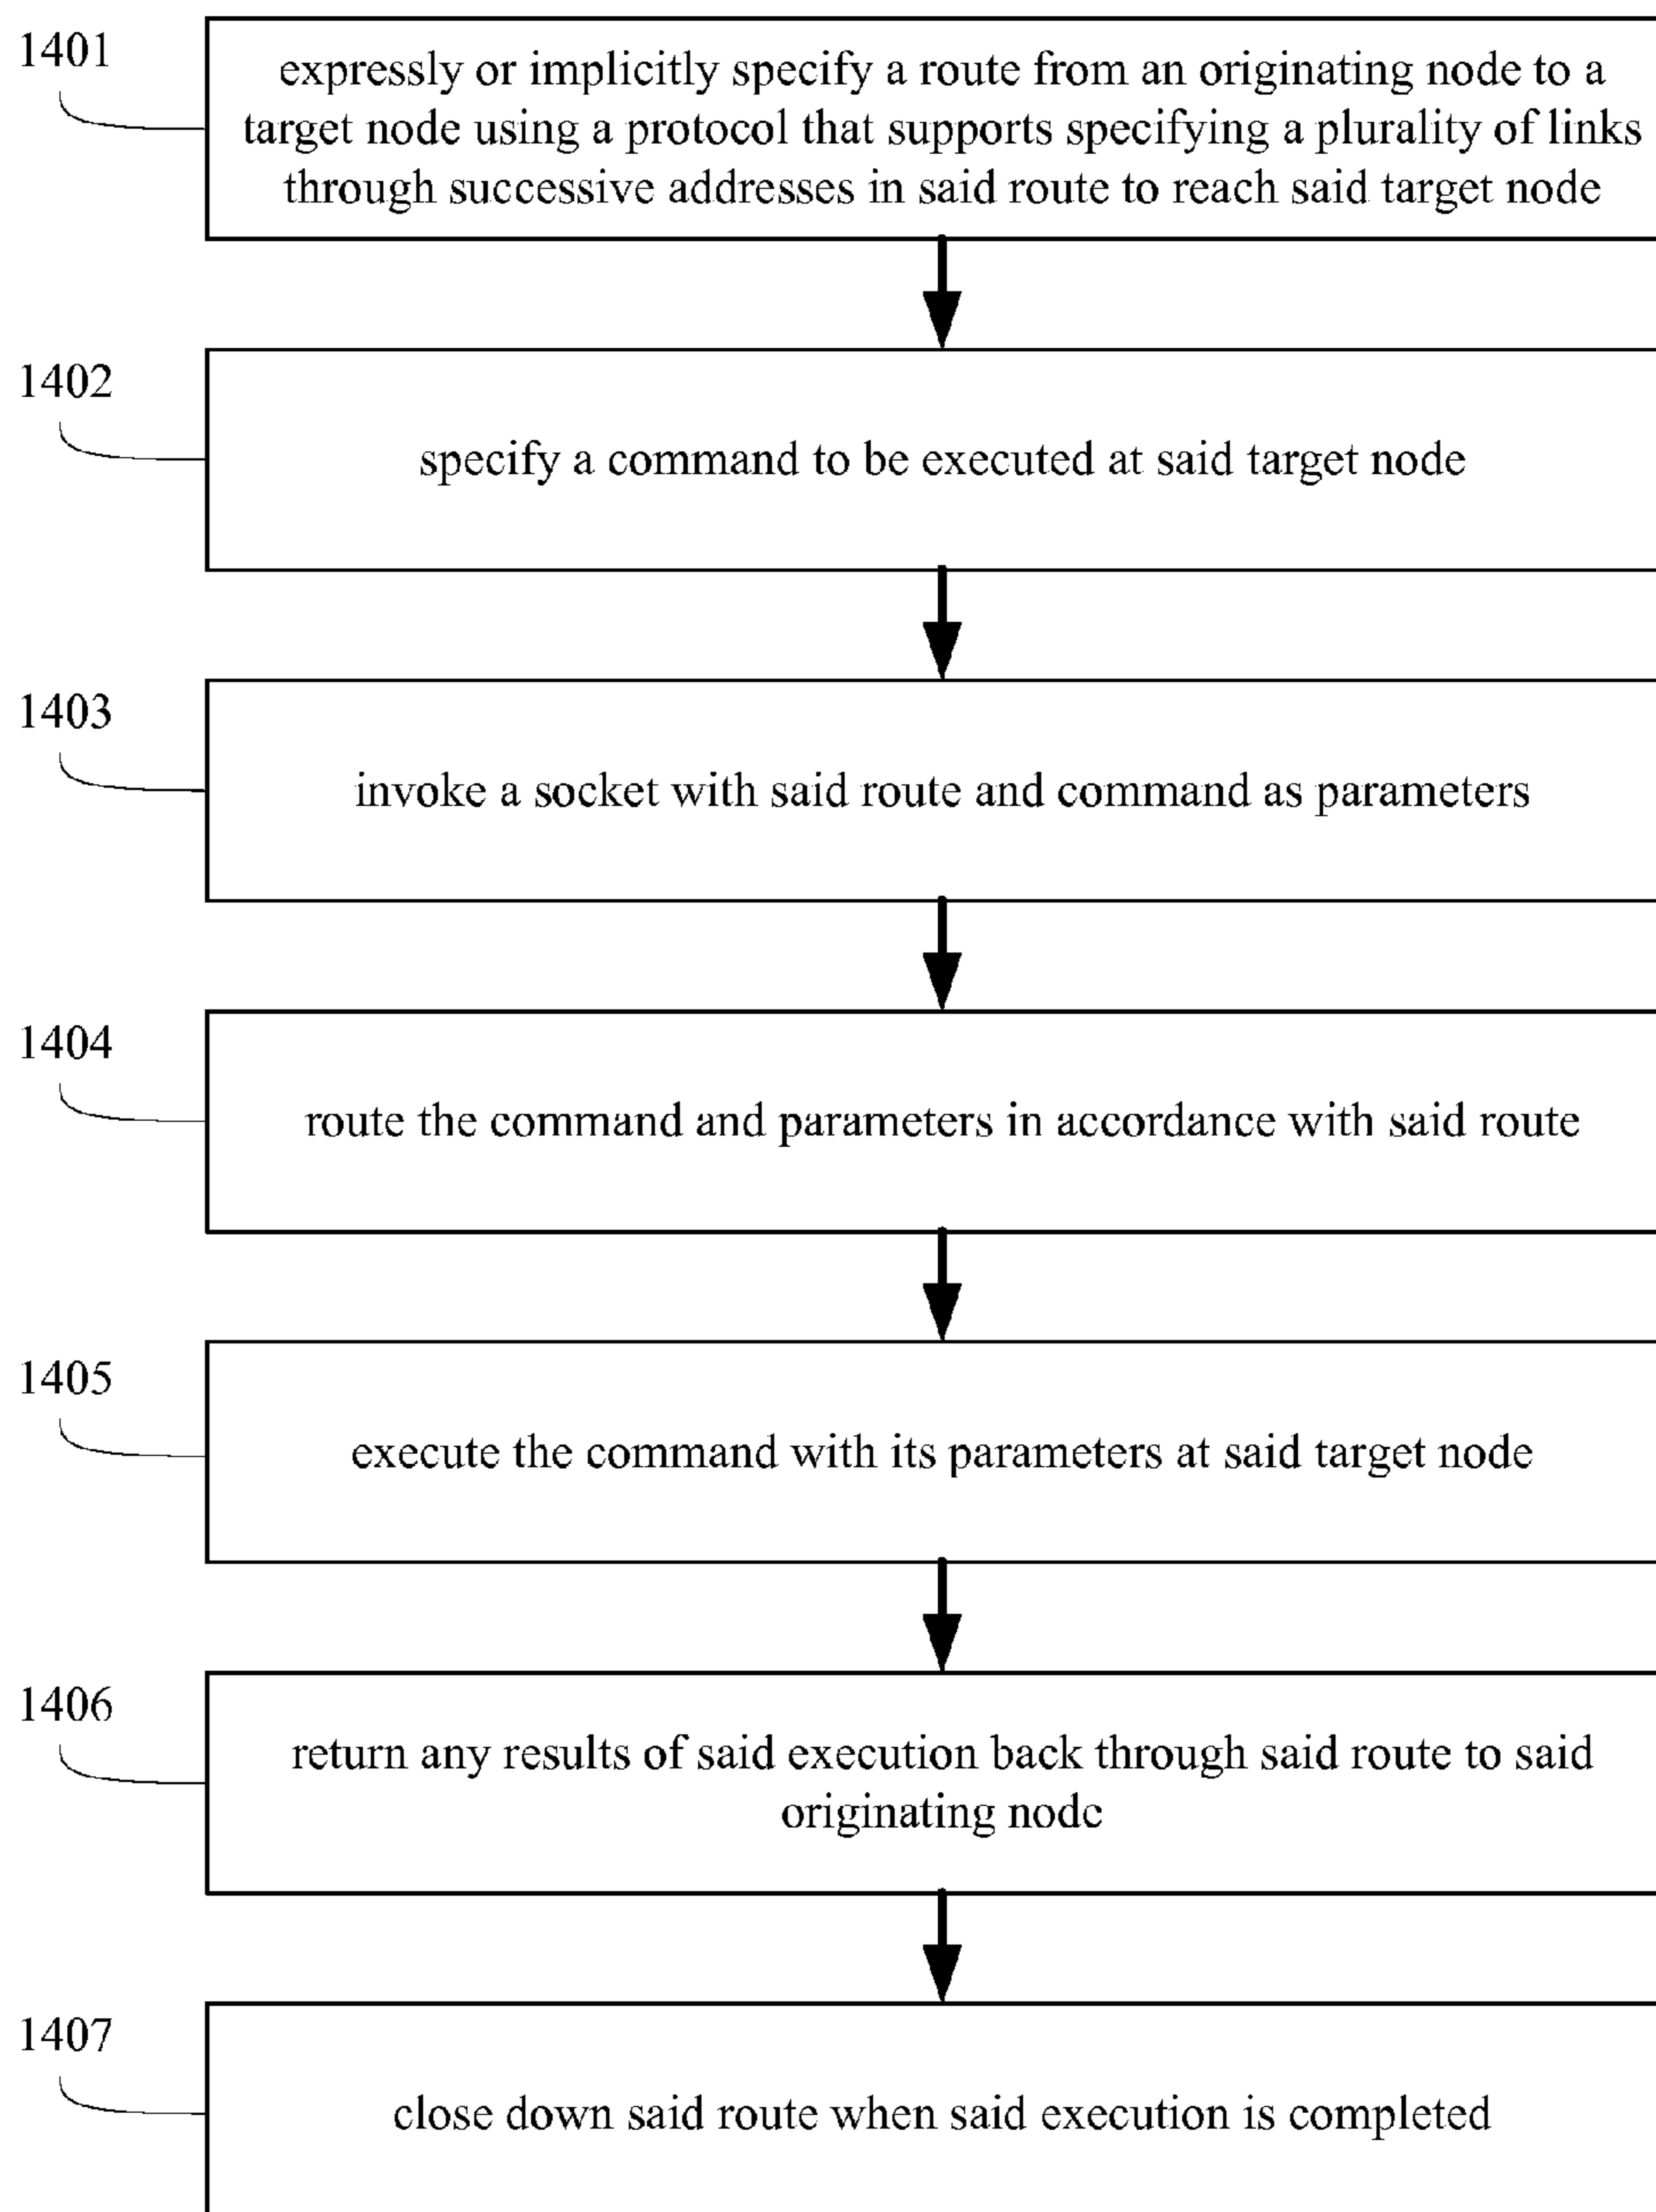 1401
expressly or implicitly specify a route from an originating node to a
target node using a protocol that supports specifying a plurality of links
through successive addresses in said route to reach said target node
1402
specify a command to be executed at said target node
1403
invoke a socket with said route and command as parameters
1404
route the command and parameters in accordance with said route
1405
execute the command with its parameters at said target node
1406
return any results of said execution back through said route to said
originating node
1407
close down said route when said execution is completed